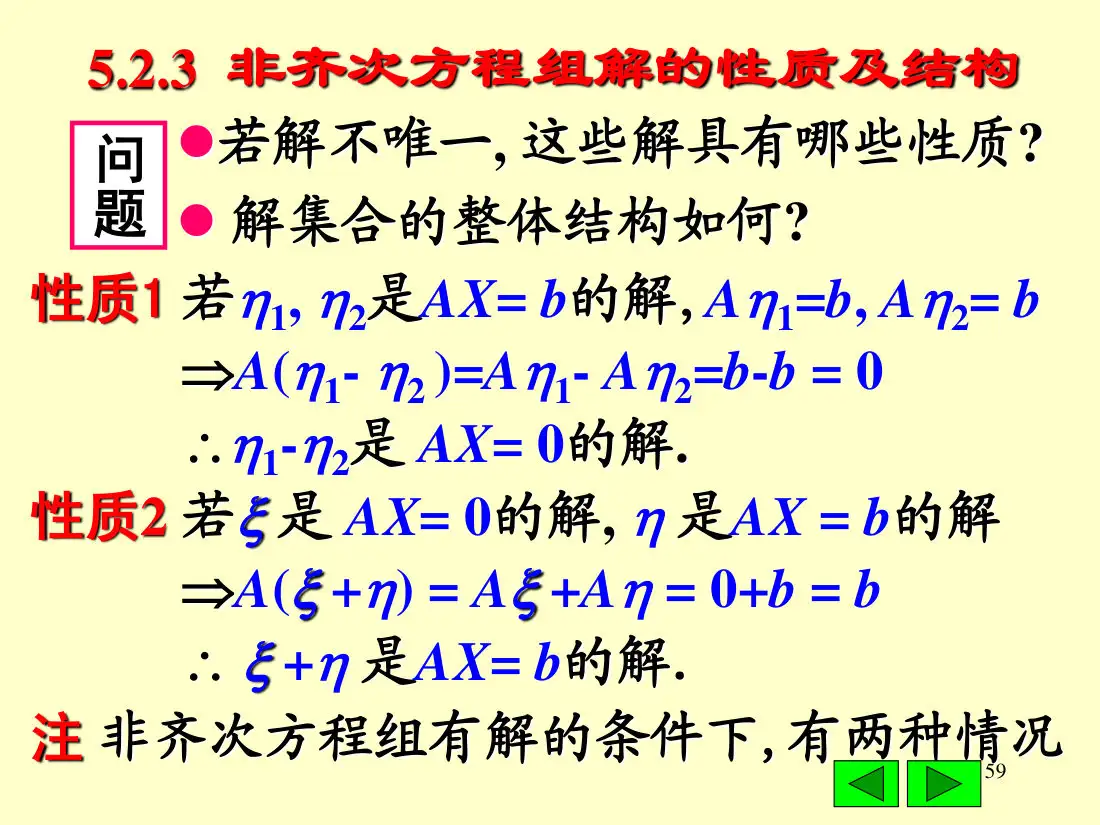 5.2.3 非齐次方程组解的性质及结构
问题
●若解不唯一, 这些解具有哪些性质?
● 解集合的整体结构如何?
性质1 若η₁, η₂是AX= b的解, Aη₁=b, Aη₂= b
⇒A(η₁- η₂ )=Aη₁- Aη₂=b-b = 0
∴η₁-η₂是 AX= 0的解.
性质2 若ξ 是 AX= 0的解, η 是AX = b的解
⇒A(ξ +η) = Aξ +Aη = 0+b = b
∴ ξ +η 是AX= b的解.
注 非齐次方程组有解的条件下, 有两种情况
59